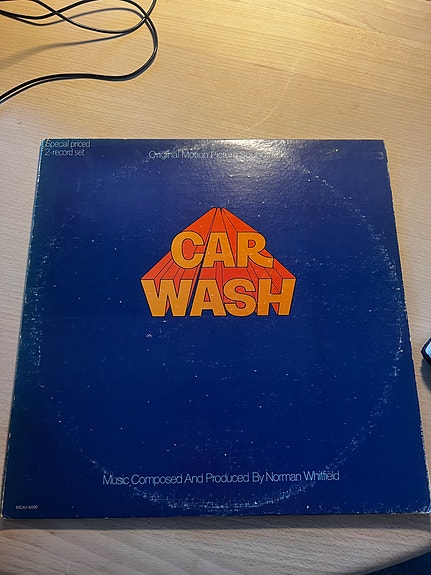 Special priced
2-record set
Original Motion Picture Soundtrack
CAR
WASH
Music Composed And Produced By Norman Whitfield